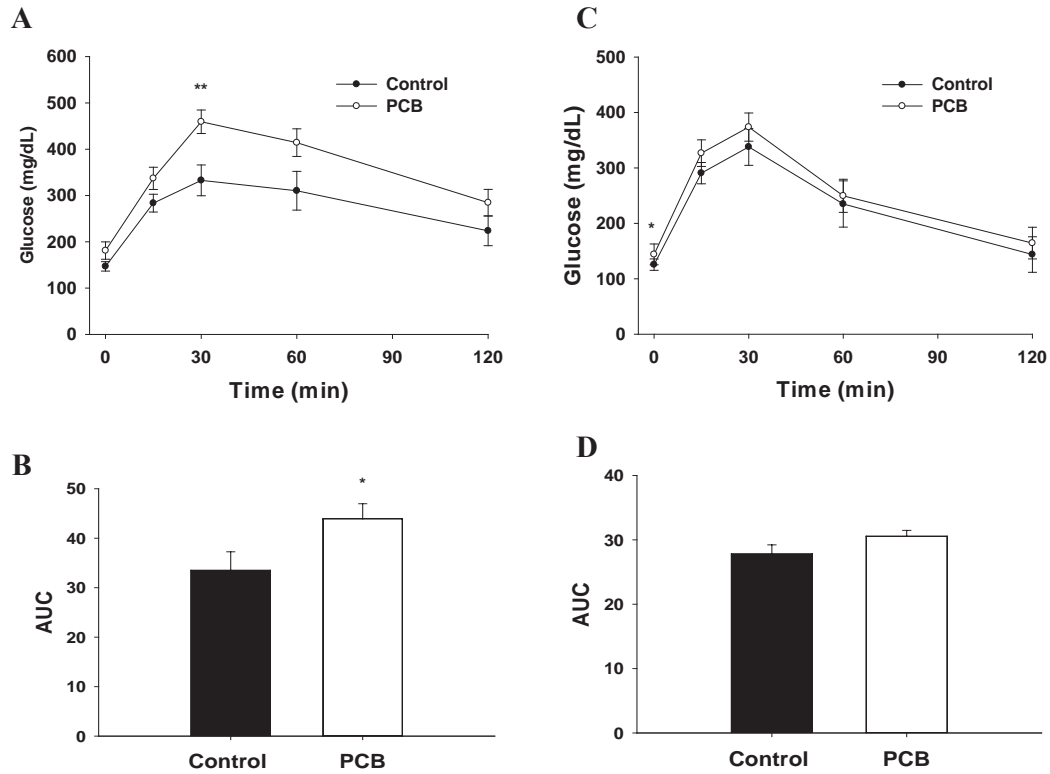 A
600
500
400
300
200
100
0
Glucose (mg/dL)
**
Control
PCB
0 30 60 90 120
Time (min)
C
500
400
300
200
100
0
Glucose (mg/dL)
*
Control
PCB
0 30 60 90 120
Time (min)
B
50
40
30
20
10
0
AUC
*
Control PCB
D
40
30
20
10
0
AUC
Control PCB